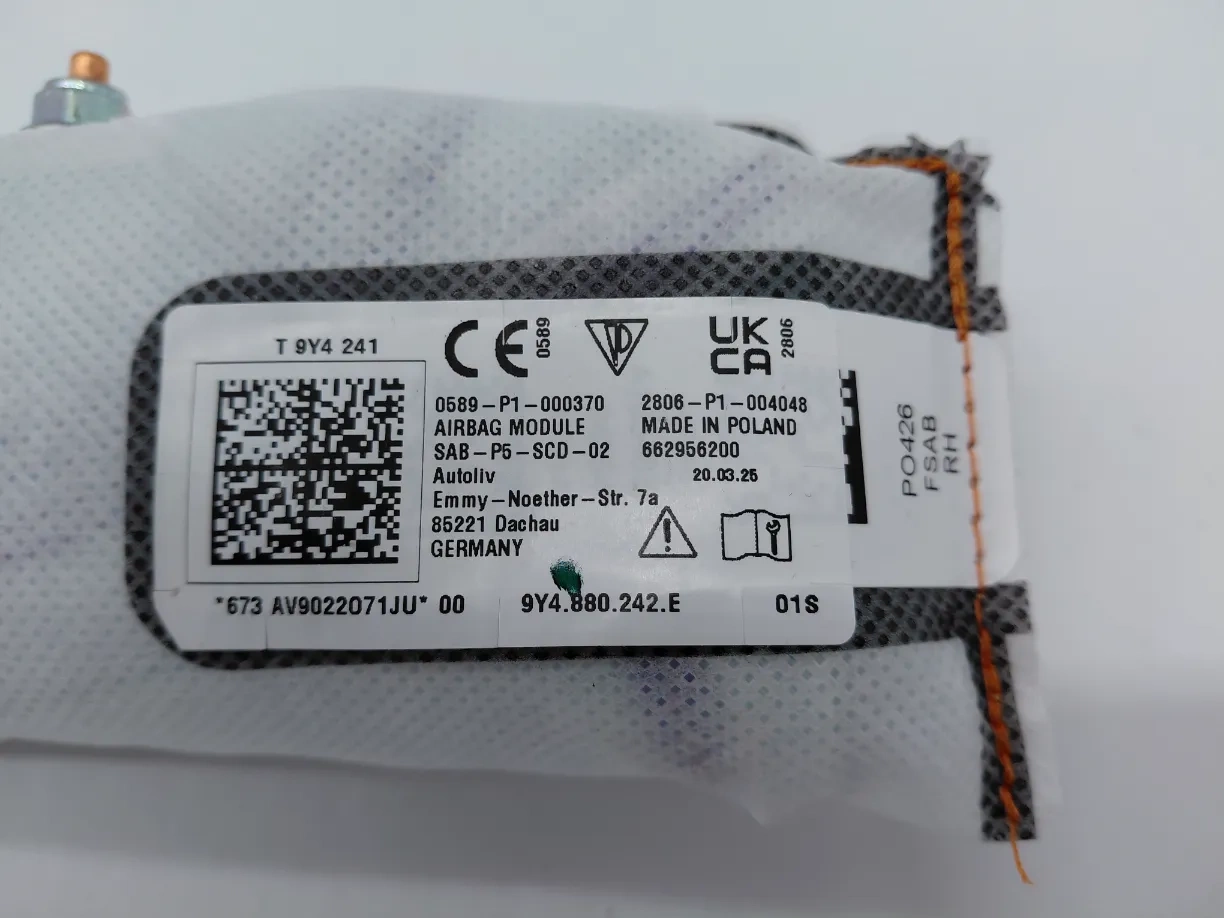 T 9Y4 241
CE 0589
UK
CA 2806
0589-P1-000370 2806-P1-004048
AIRBAG MODULE MADE IN POLAND
SAB-P5-SCD-02 662956200
Autoliv 20.03.25
Emmy-Noether-Str. 7a
85221 Dachau
GERMANY
*673 AV9022071JU* 00 9Y4.880.242.E 01S
PO426
FSAB
RH